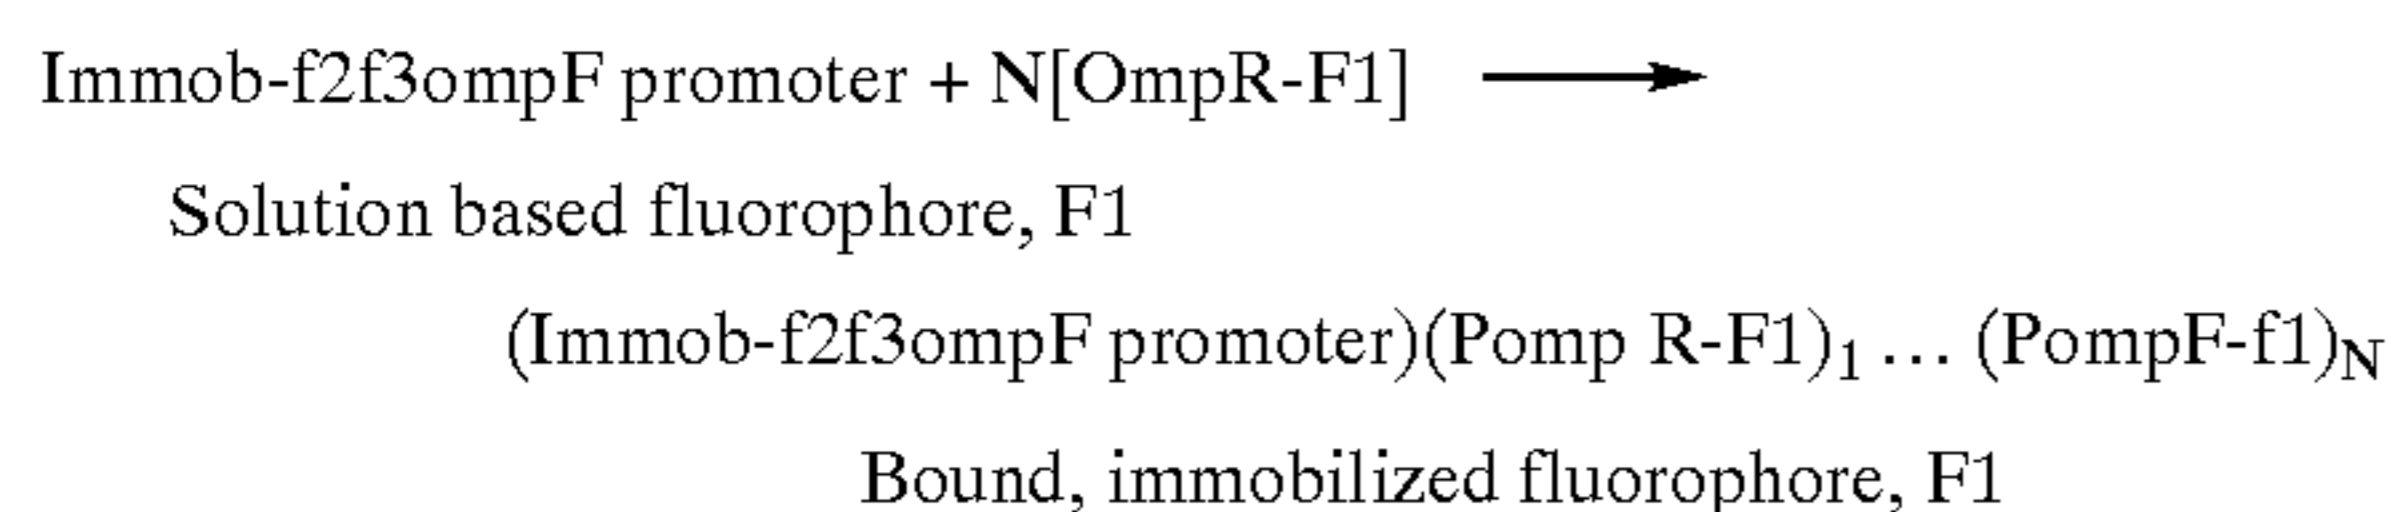 Immob-f2f3ompF promoter + N[OmpR-F1] ⟶
Solution based fluorophore, F1
(Immob-f2f3ompF promoter)(Pomp R-F1)₁ … (PompF-f1)_N
Bound, immobilized fluorophore, F1